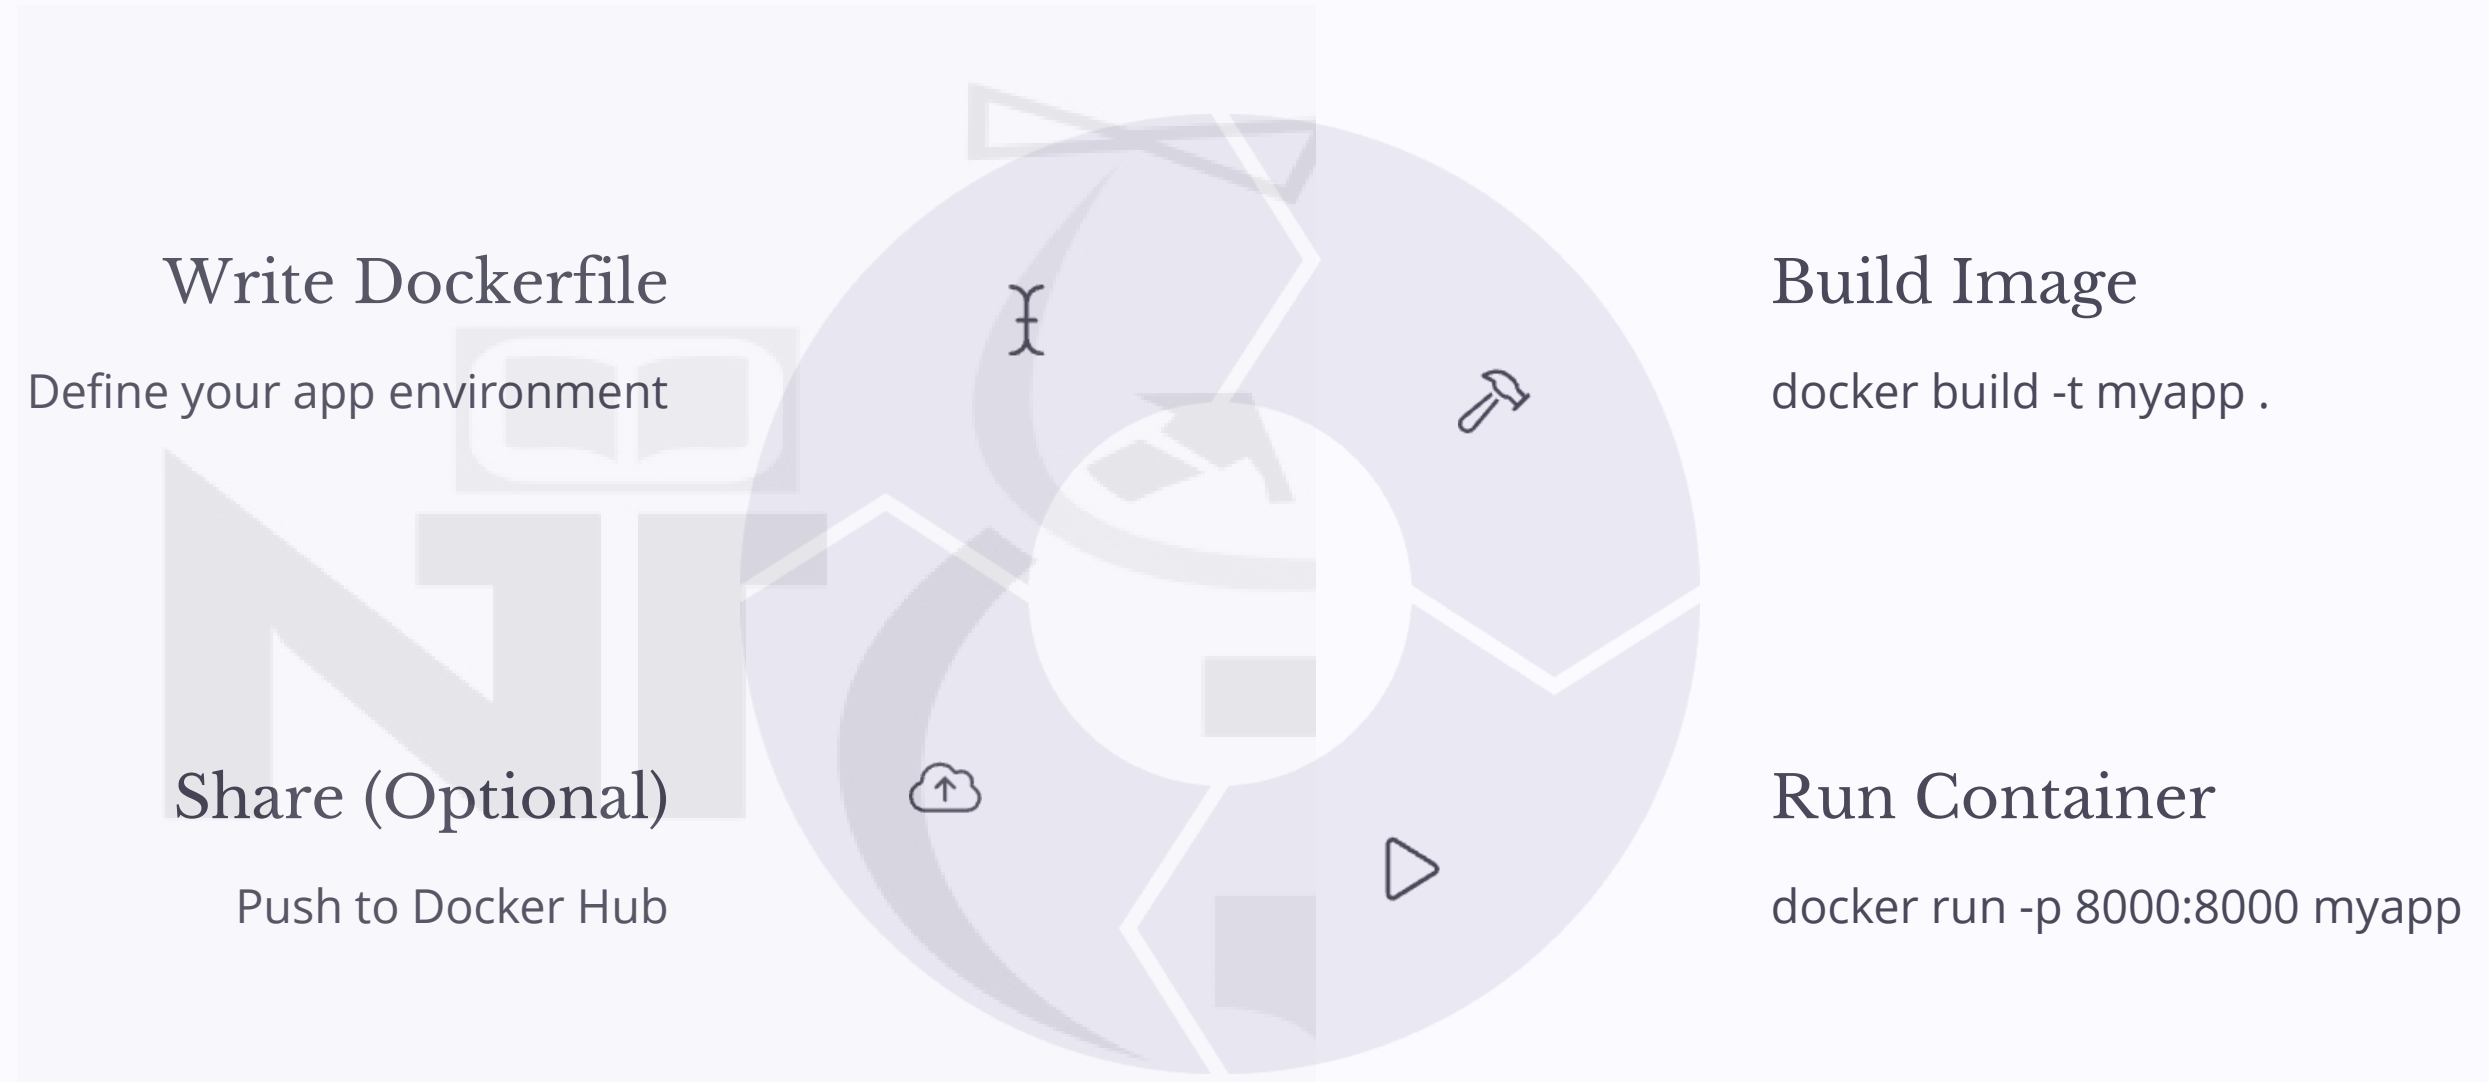 Write Dockerfile
Define your app environment
Build Image
docker build -t myapp .
Run Container
docker run -p 8000:8000 myapp
Share (Optional)
Push to Docker Hub